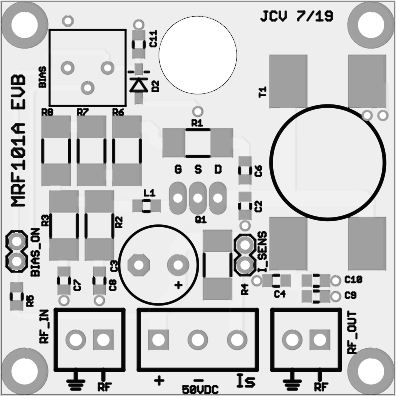 JCV 7/19
C11
BIAS
D2
T1
MRF101A EVB
R8 R7 R6
R1
G S D
C6
L1
C2
Q1
R3
R2
BIAS_ON
I_SENS
C3
+
C7
C8
R4
C4
C10
C9
R5
RF_IN
RF_OUT
RF
+ - Is
50VDC
RF